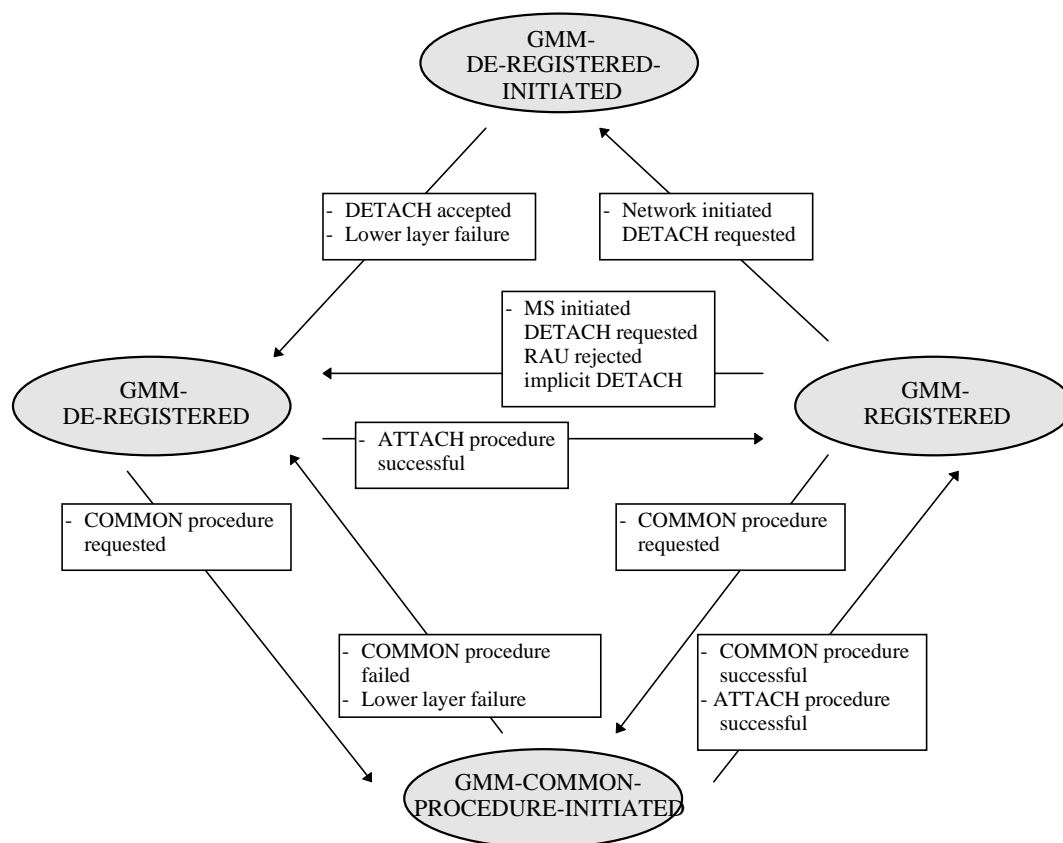 GMM-
DE-REGISTERED-
INITIATED
- DETACH accepted
- Lower layer failure
- Network initiated
DETACH requested
- MS initiated
DETACH requested
RAU rejected
implicit DETACH
GMM-
DE-REGISTERED
GMM-
REGISTERED
- ATTACH procedure
successful
- COMMON procedure
requested
- COMMON procedure
requested
- COMMON procedure
failed
- Lower layer failure
- COMMON procedure
successful
- ATTACH procedure
successful
GMM-COMMON-
PROCEDURE-INITIATED